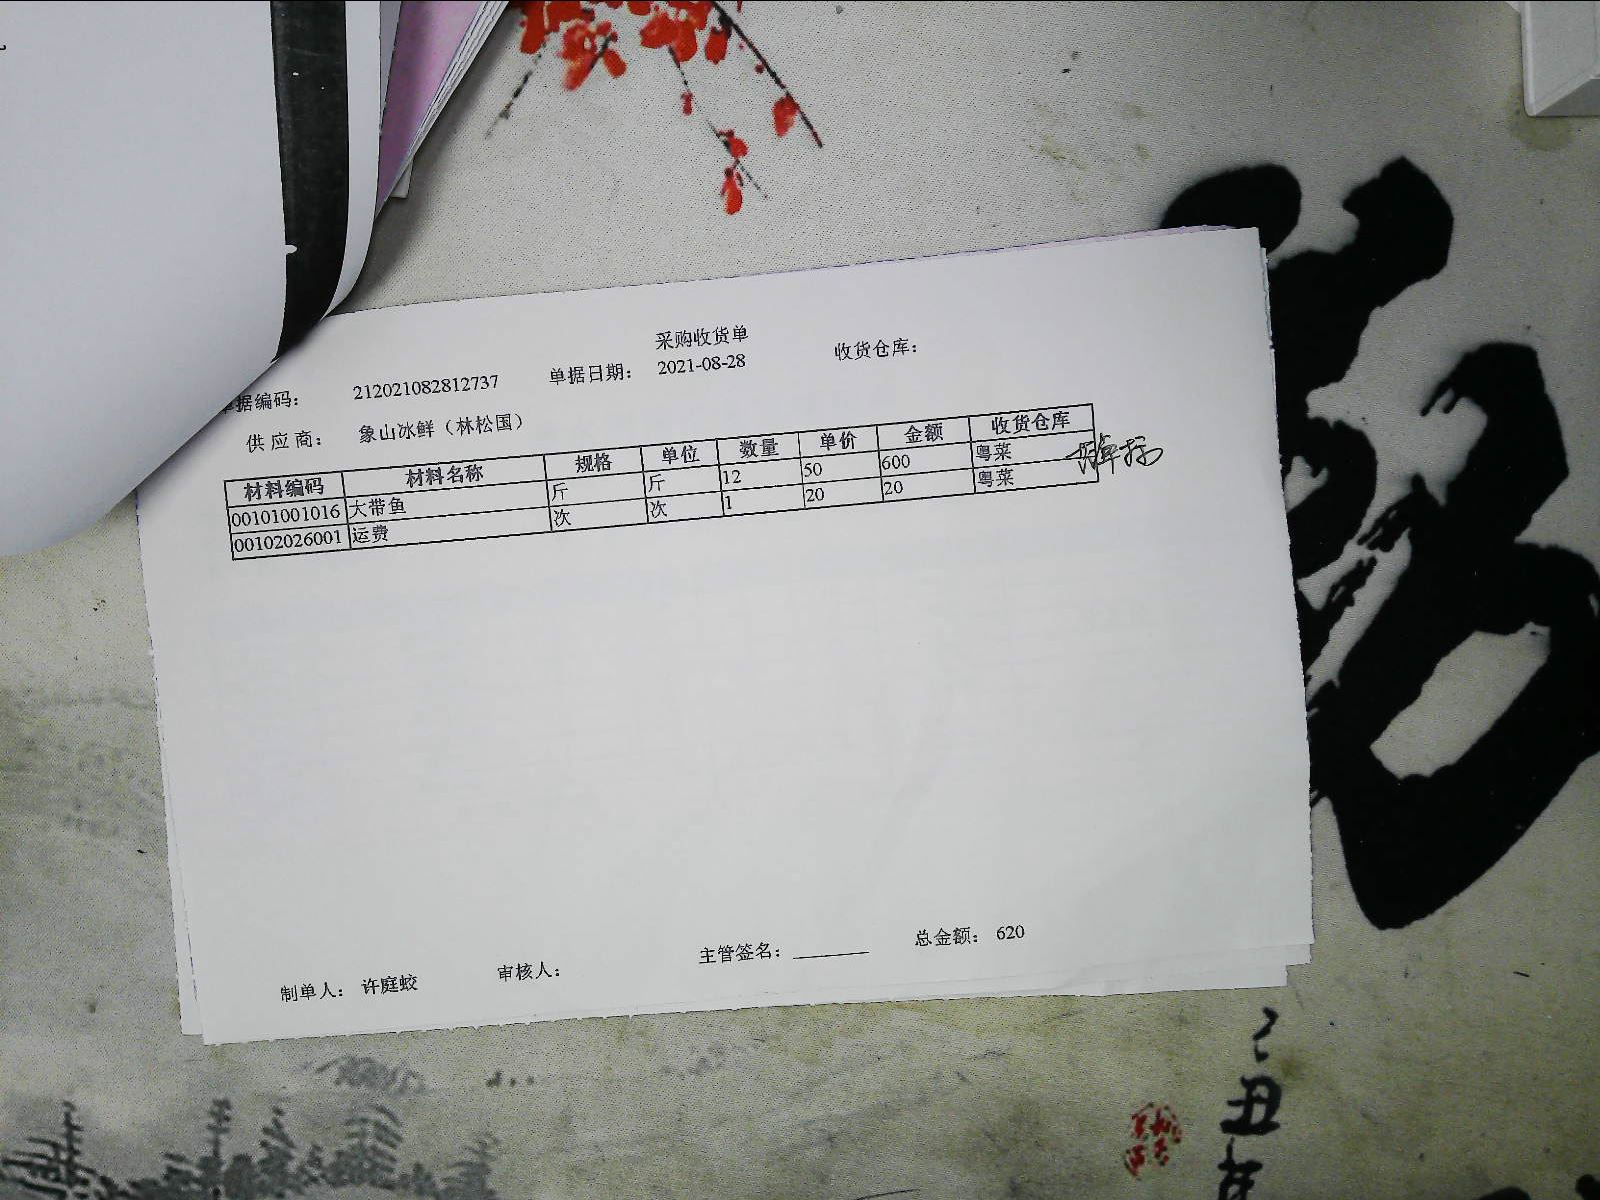 采购收货单
单据编码： 212021082812737 单据日期： 2021-08-28 收货仓库：
供应商： 象山冰鲜（林松国）
材料编码 材料名称 规格 单位 数量 单价 金额 收货仓库
00101001016 大带鱼 斤 斤 12 50 600 粤菜
00102026001 运费 次 次 1 20 20 粤菜
制单人： 许庭蛟 审核人： 主管签名： 总金额： 620
丑